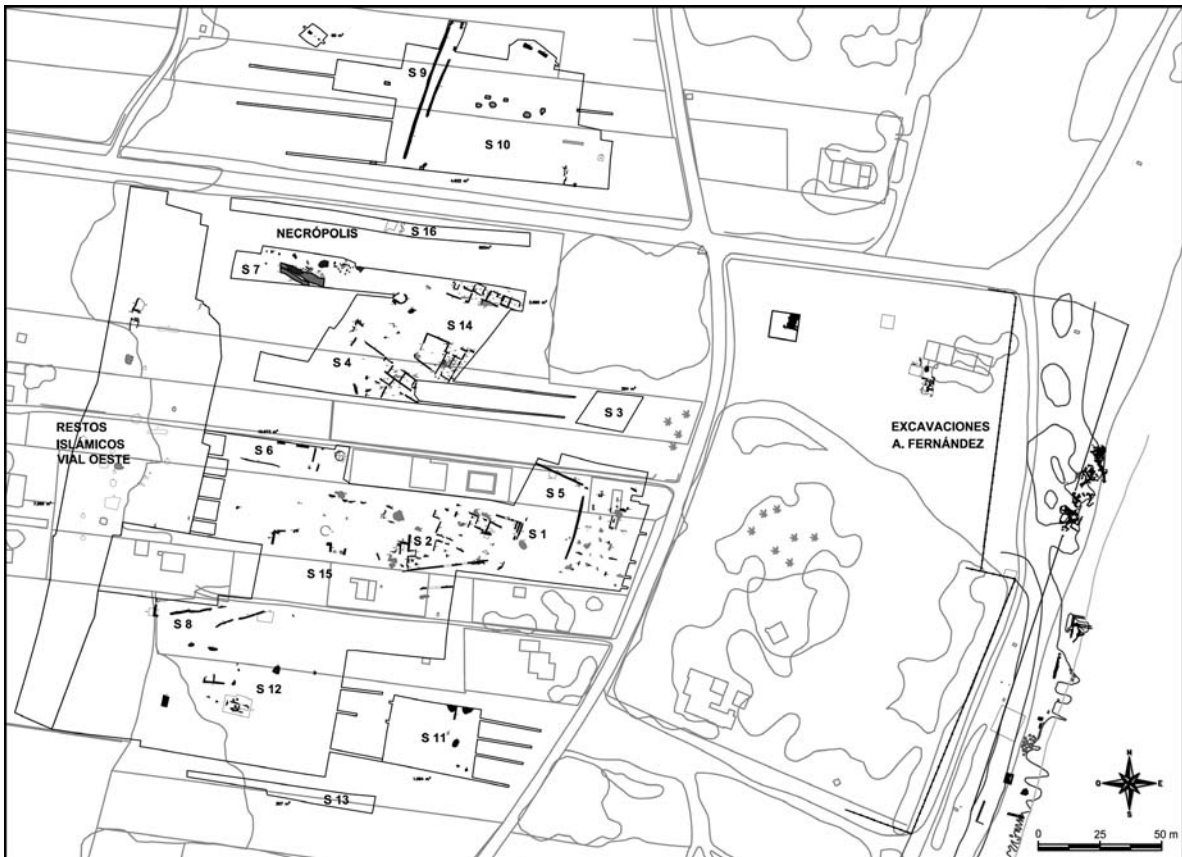 S 9
S 10
NECRÓPOLIS
S 16
S 7
S 14
S 4
S 3
RESTOS
ISLÁMICOS
VIAL OESTE
EXCAVACIONES
A. FERNÁNDEZ
S 6
S 5
S 2
S 1
S 15
S 8
S 12
S 11
S 13
N
O
E
S
0
25
50 m